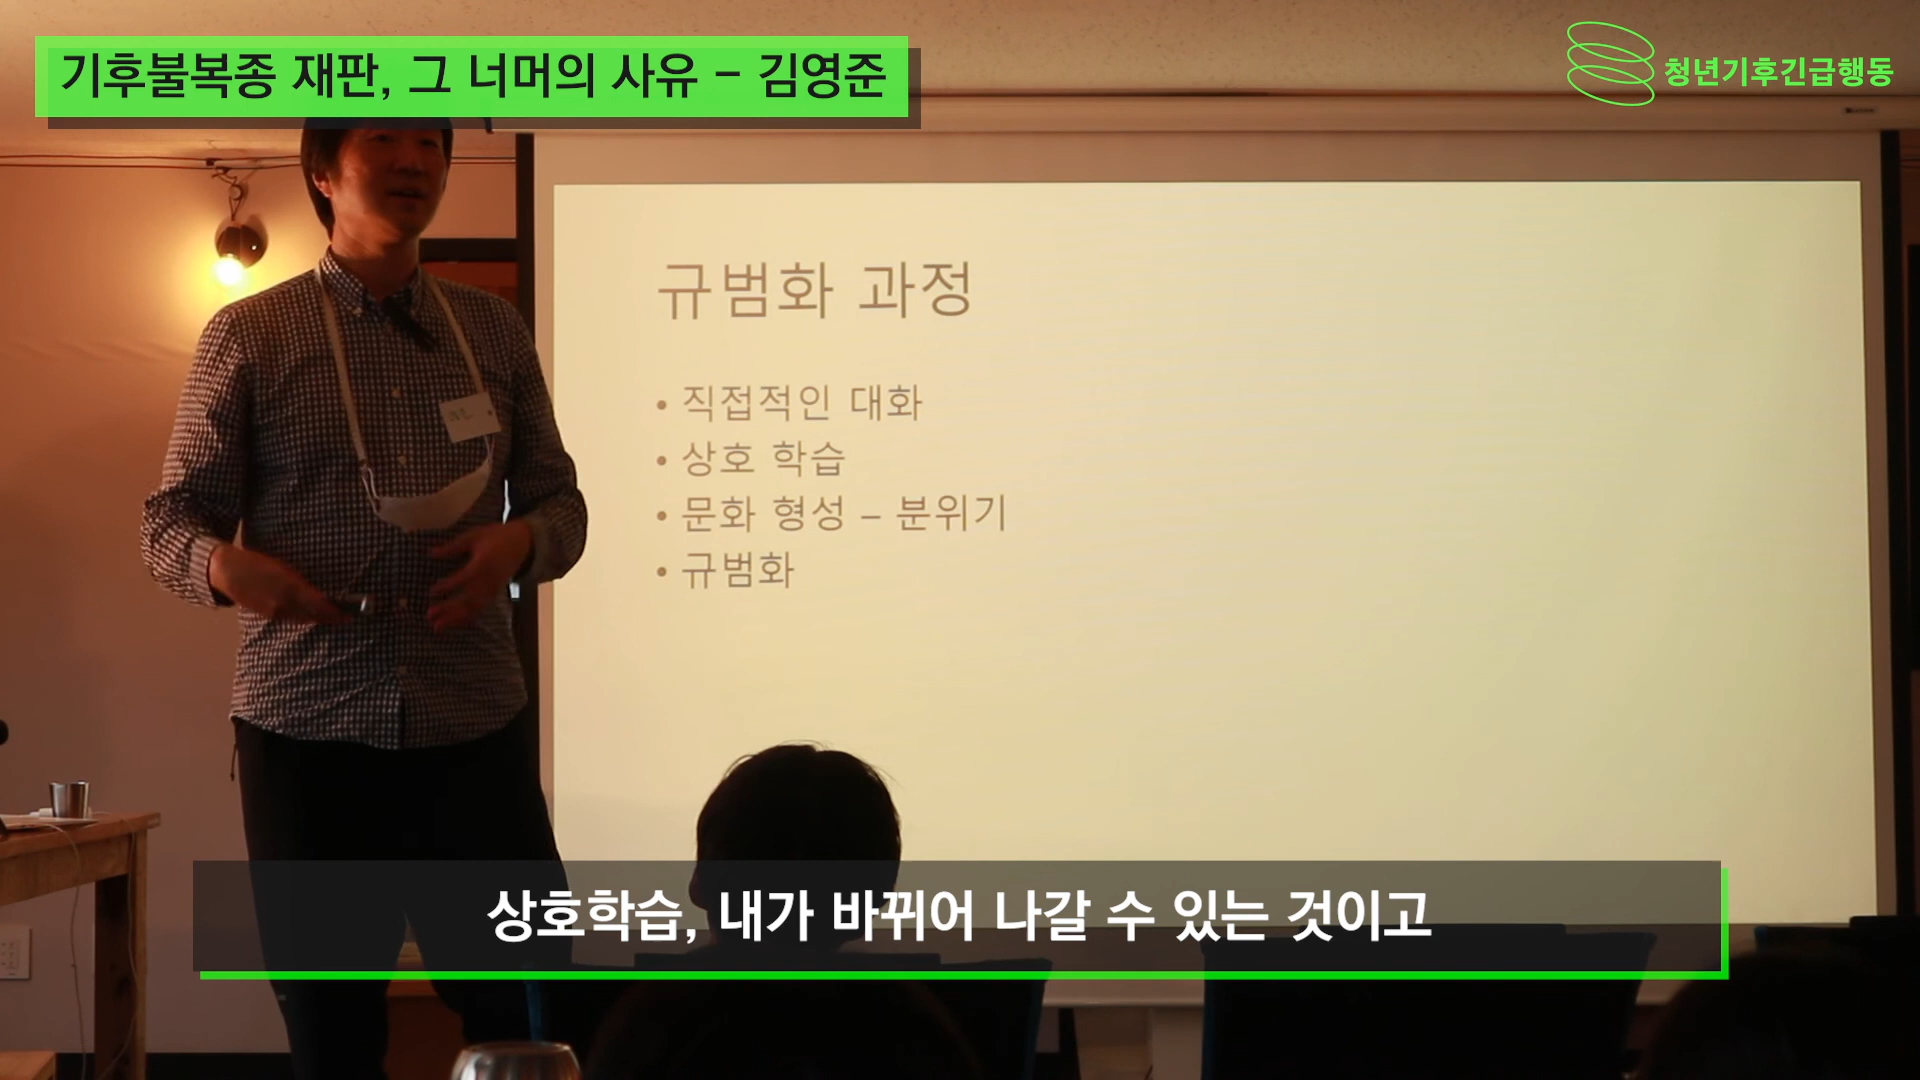 기후불복종 재판, 그 너머의 사유 - 김영준
청년기후긴급행동
규범화 과정
• 직접적인 대화
• 상호 학습
• 문화 형성 – 분위기
• 규범화
상호학습, 내가 바뀌어 나갈 수 있는 것이고